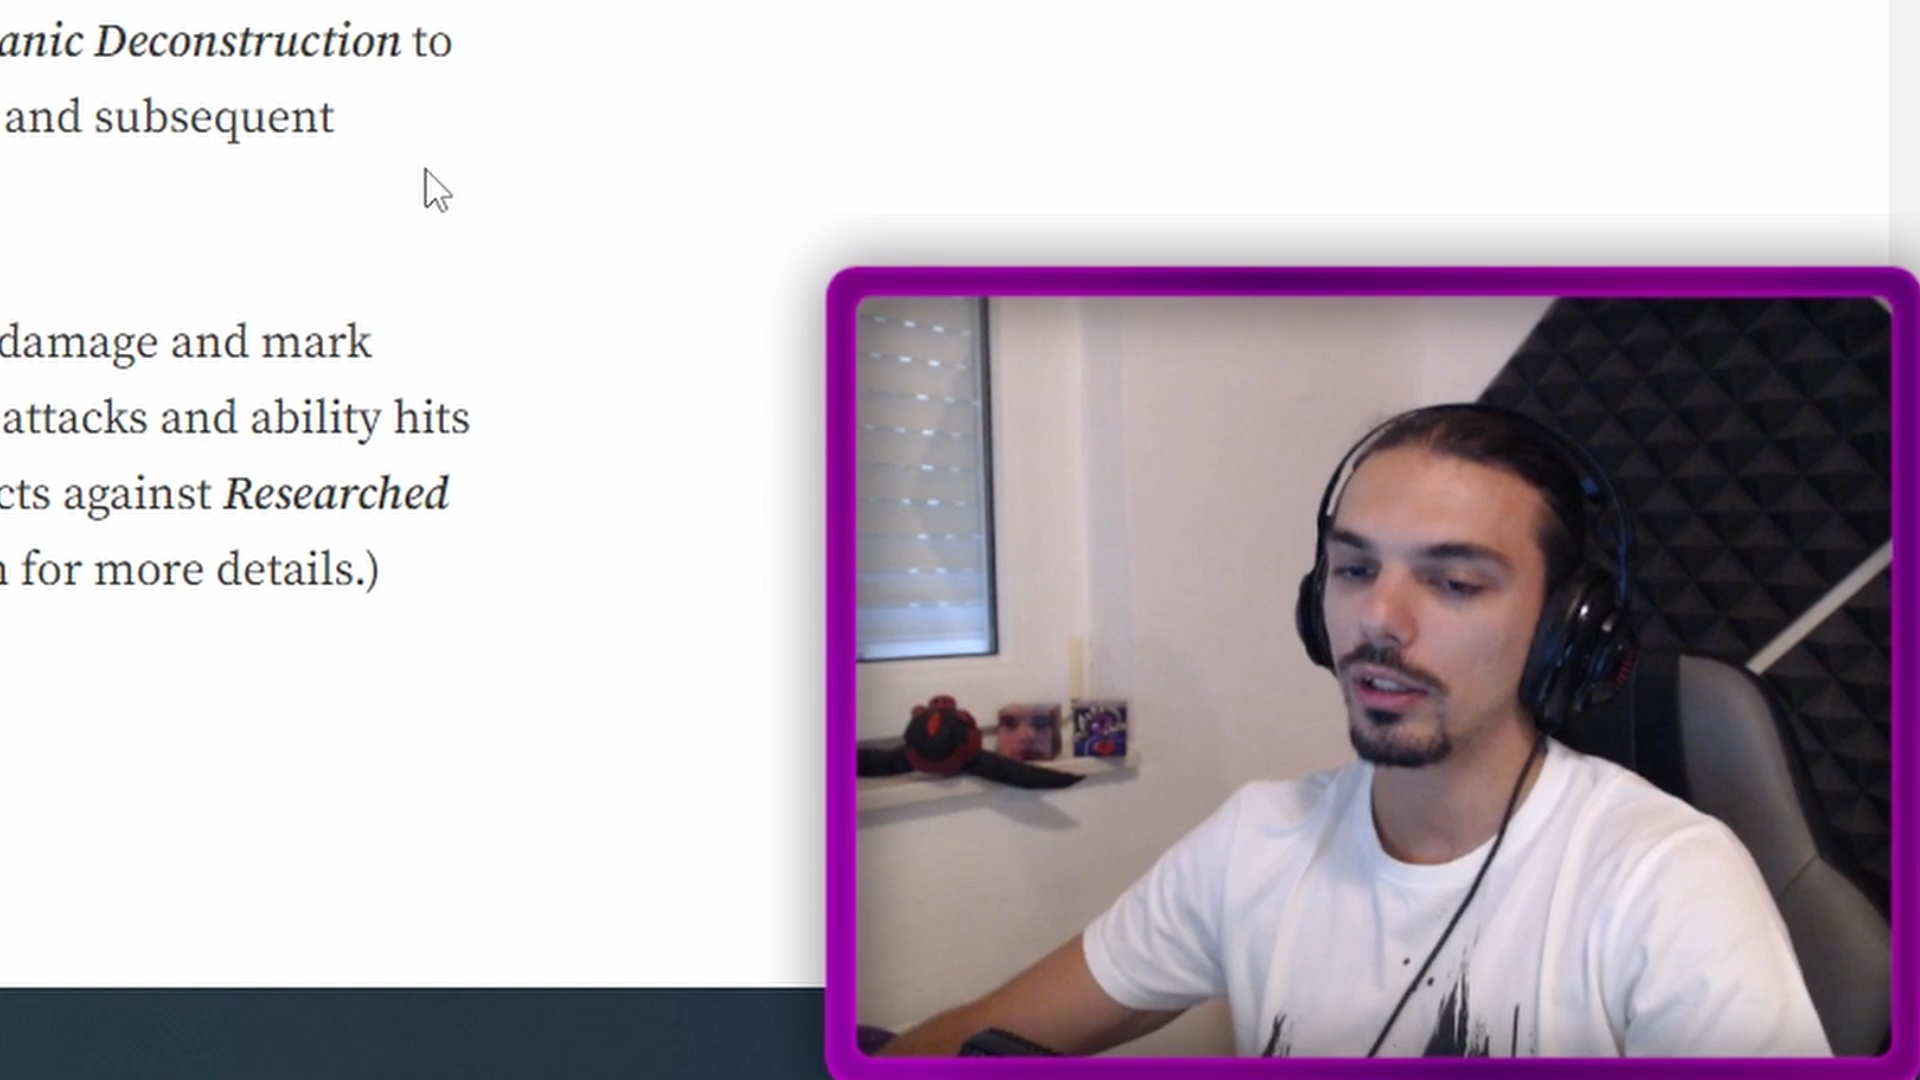 anic Deconstruction to
and subsequent
damage and mark
attacks and ability hits
cts against Researched
for more details.)